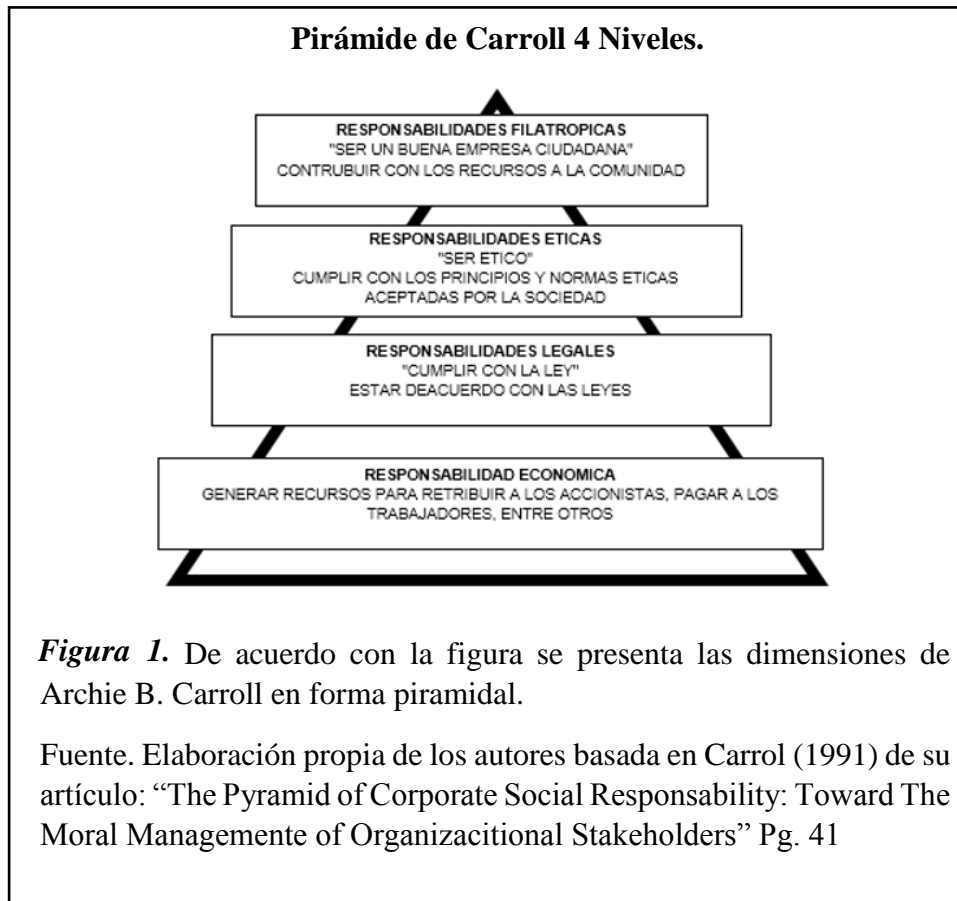 Pirámide de Carroll 4 Niveles.
RESPONSABILIDADES FILATROPICAS
"SER UN BUENA EMPRESA CIUDADANA"
CONTRUBUIR CON LOS RECURSOS A LA COMUNIDAD
RESPONSABILIDADES ETICAS
"SER ETICO"
CUMPLIR CON LOS PRINCIPIOS Y NORMAS ETICAS
ACEPTADAS POR LA SOCIEDAD
RESPONSABILIDADES LEGALES
"CUMPLIR CON LA LEY"
ESTAR DEACUERDO CON LAS LEYES
RESPONSABILIDAD ECONOMICA
GENERAR RECURSOS PARA RETRIBUIR A LOS ACCIONISTAS, PAGAR A LOS
TRABAJADORES, ENTRE OTROS
Figura 1. De acuerdo con la figura se presenta las dimensiones de
Archie B. Carroll en forma piramidal.
Fuente. Elaboración propia de los autores basada en Carrol (1991) de su
artículo: “The Pyramid of Corporate Social Responsability: Toward The
Moral Managemente of Organizacitional Stakeholders” Pg. 41